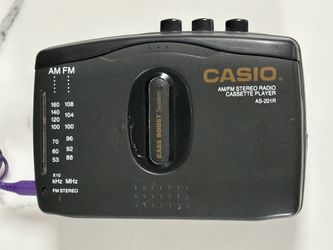 AM FM
160 108
140 104
120 100
100
70 96
60 92
53 88
X10
kHz MHz
FM STEREO
BASS BOOST System
CASIO
AM/FM STEREO RADIO
CASSETTE PLAYER
AS-201R